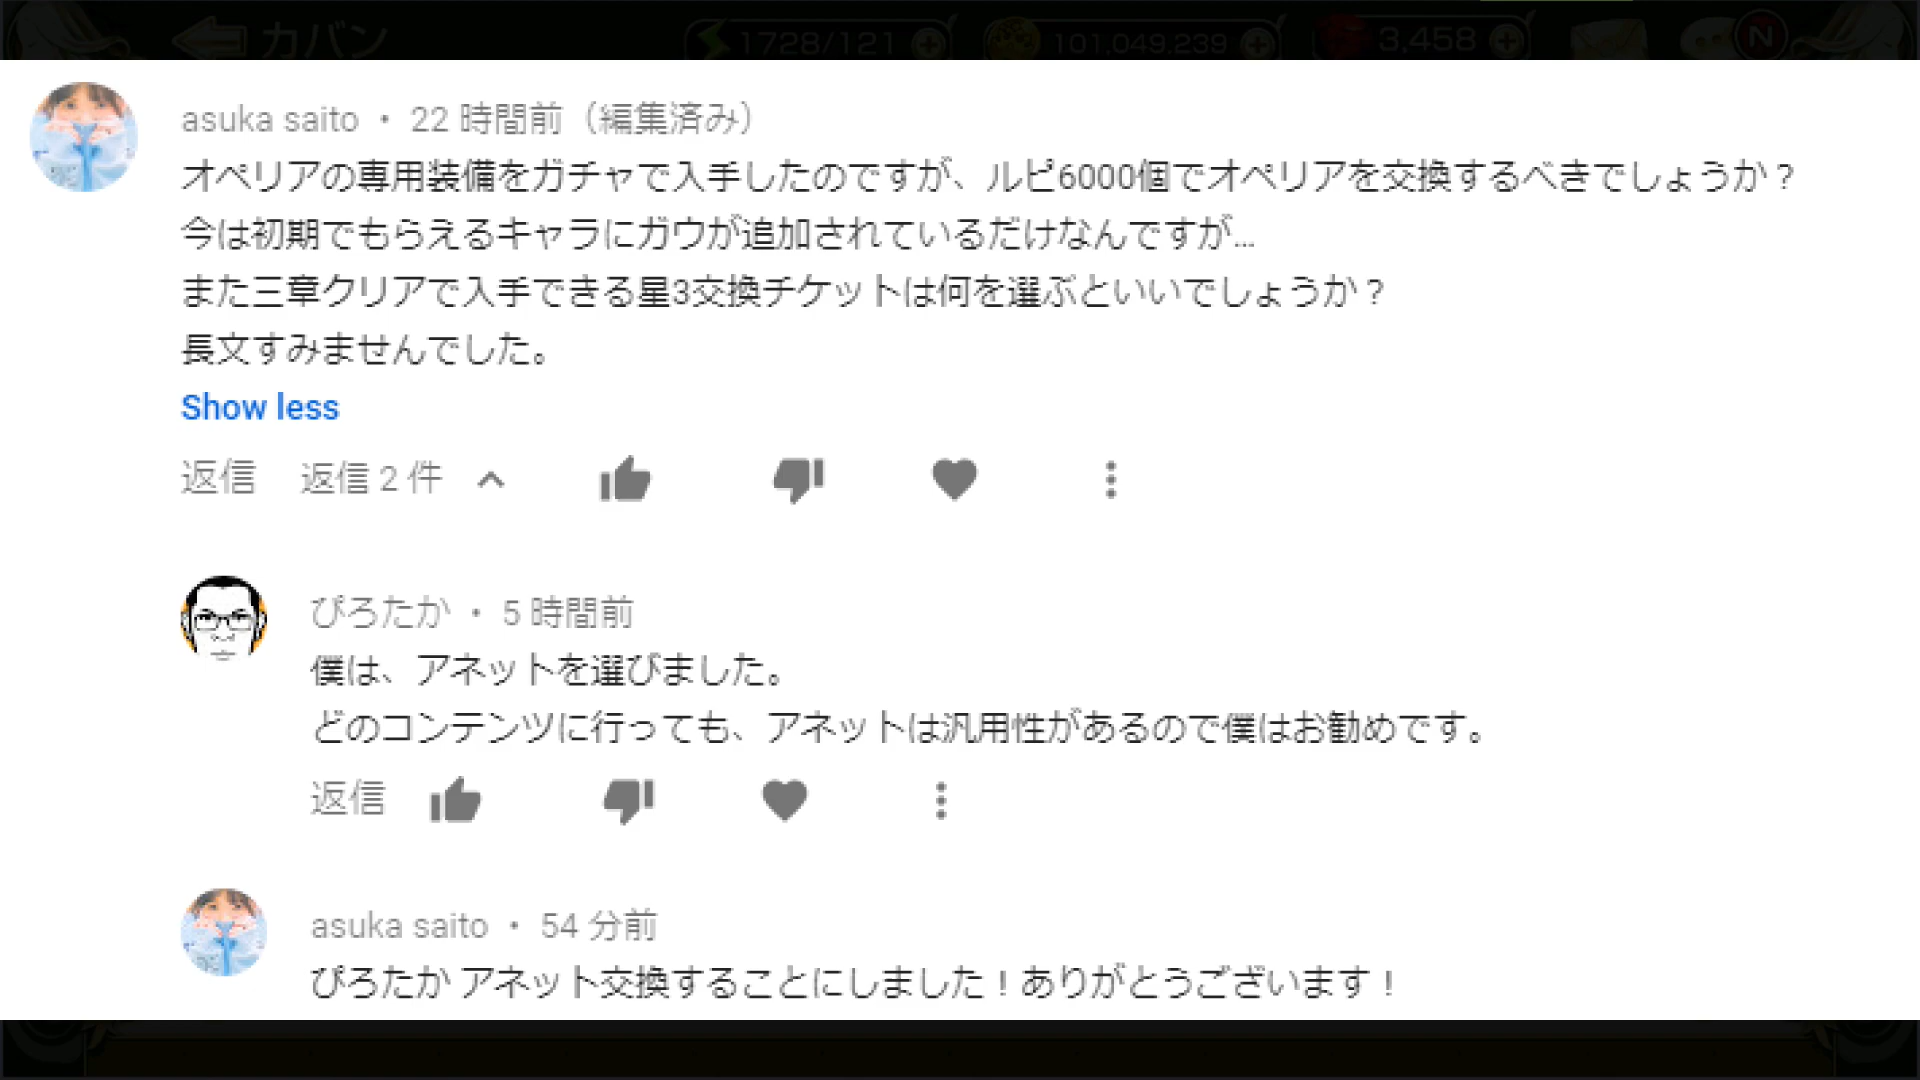 カバン 1728/121 101,049,239 3,458 N
asuka saito ・ 22 時間前（編集済み）
オペリアの専用装備をガチャで入手したのですが、ルピ6000個でオペリアを交換するべきでしょうか？
今は初期でもらえるキャラにガウが追加されているだけなんですが...
また三章クリアで入手できる星3交換チケットは何を選ぶといいでしょうか？
長文すみませんでした。
Show less
返信 返信 2 件
ぴろたか ・ 5 時間前
僕は、アネットを選びました。
どのコンテンツに行っても、アネットは汎用性があるので僕はお勧めです。
返信
asuka saito ・ 54 分前
ぴろたか アネット交換することにしました！ありがとうございます！